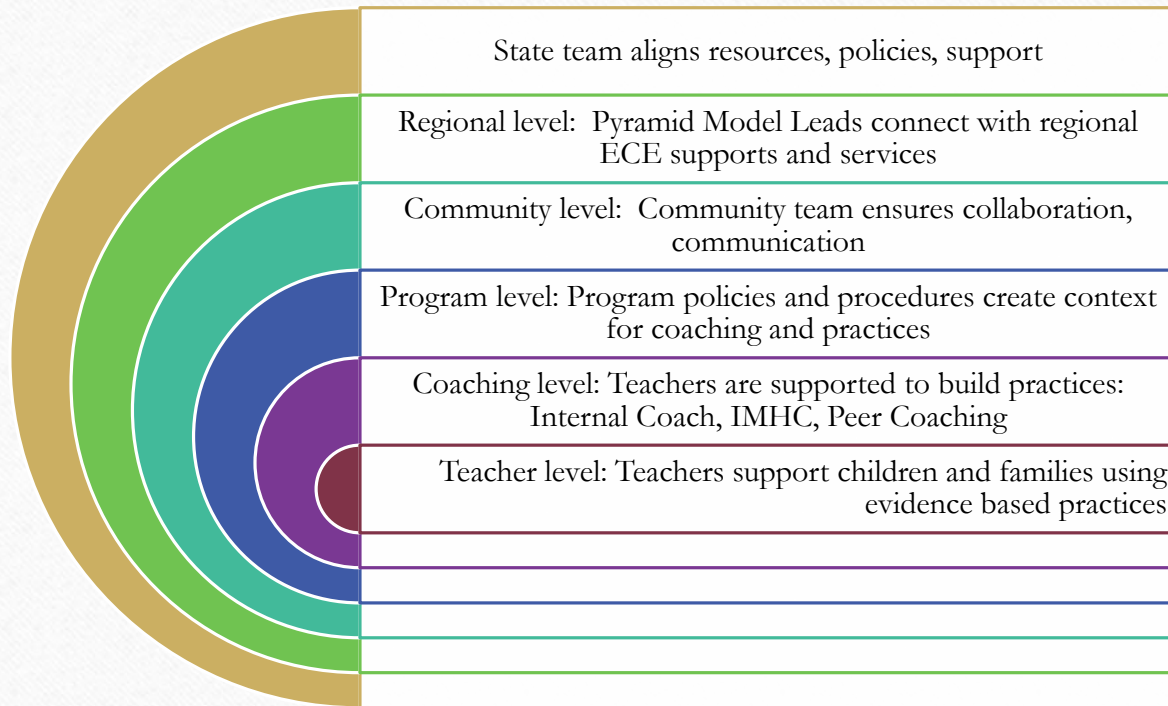 State team aligns resources, policies, support
Regional level:  Pyramid Model Leads connect with regional
ECE supports and services
Community level:  Community team ensures collaboration,
communication
Program level: Program policies and procedures create context
for coaching and practices
Coaching level: Teachers are supported to build practices:
Internal Coach, IMHC, Peer Coaching
Teacher level: Teachers support children and families using
evidence based practices